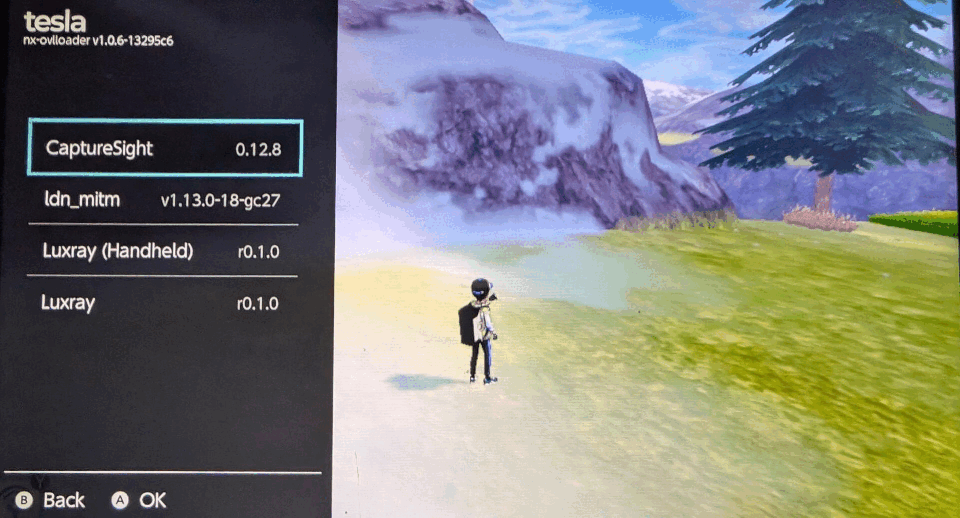 tesla
nx-ovlloader v1.0.6-13295c6
CaptureSight 0.12.8
ldn_mitm v1.13.0-18-gc27
Luxray (Handheld) r0.1.0
Luxray r0.1.0
B Back A OK